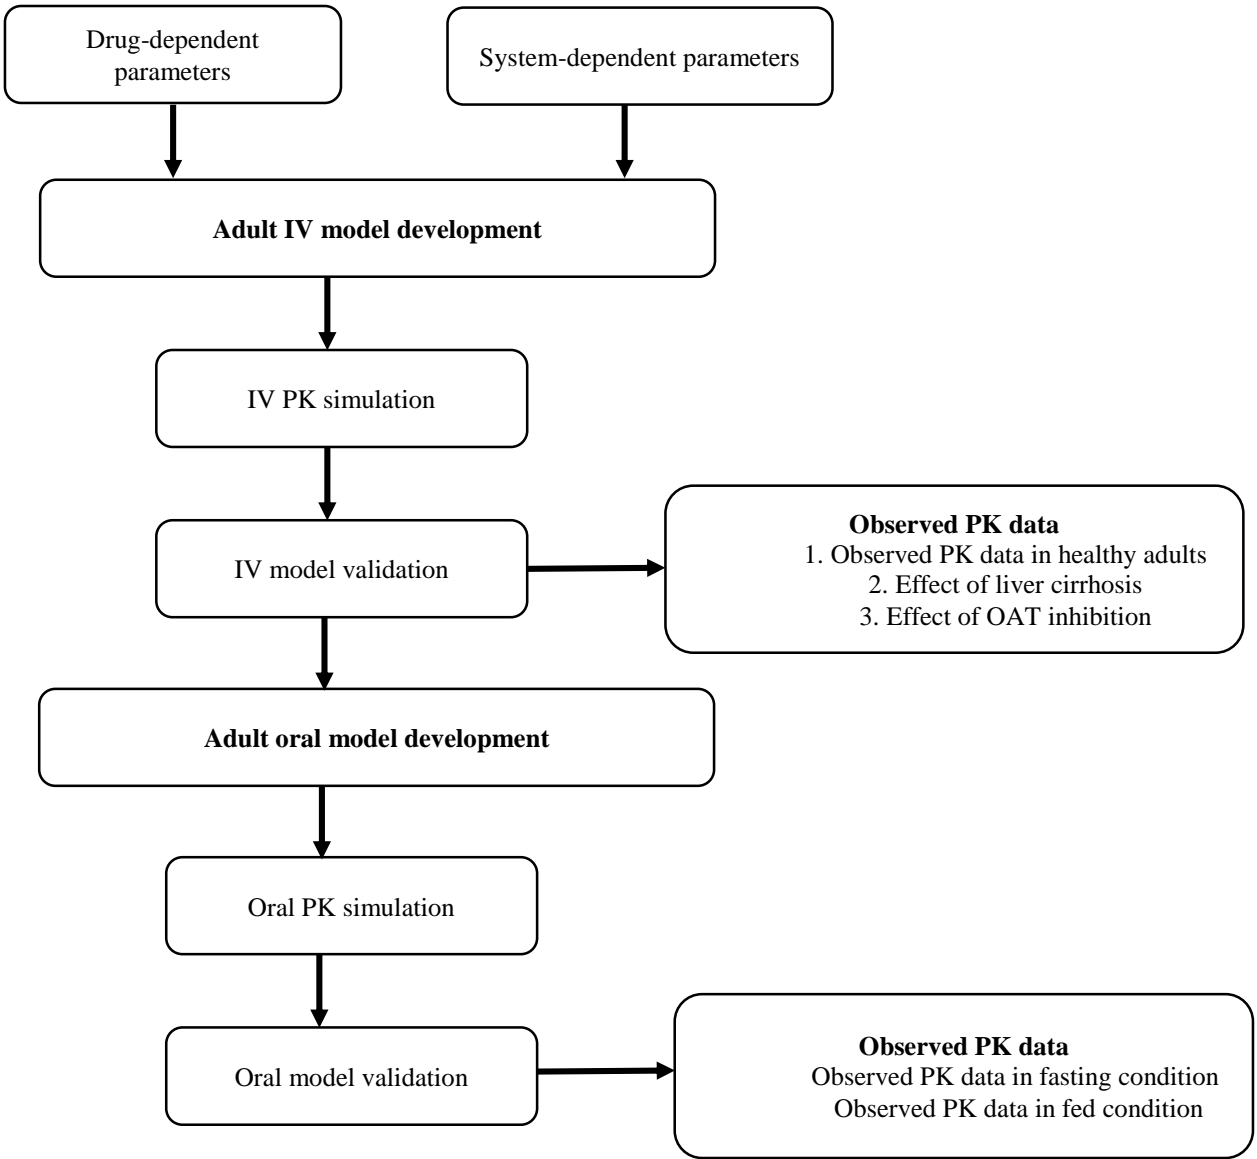 Drug-dependent
parameters
System-dependent parameters
Adult IV model development
IV PK simulation
IV model validation
Observed PK data
1. Observed PK data in healthy adults
2. Effect of liver cirrhosis
3. Effect of OAT inhibition
Adult oral model development
Oral PK simulation
Oral model validation
Observed PK data
Observed PK data in fasting condition
Observed PK data in fed condition